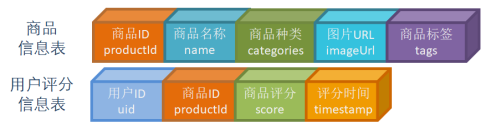 商品
信息表
商品ID
productId
商品名称
name
商品种类
categories
图片URL
imageUrl
商品标签
tags
用户评分
信息表
用户ID
uid
商品ID
productId
商品评分
score
评分时间
timestamp